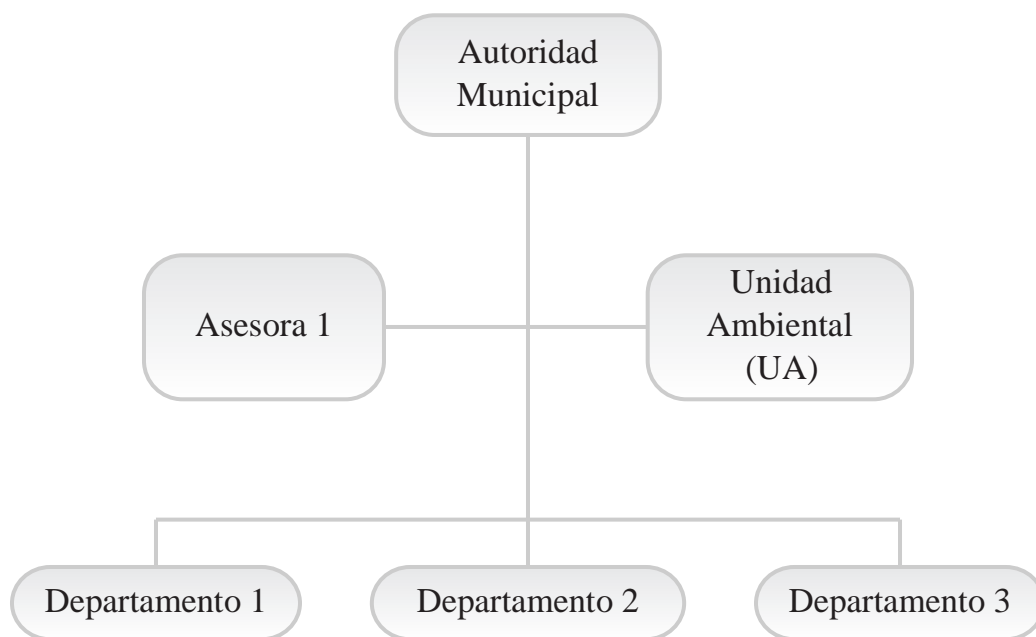 Autoridad
Municipal
Asesora 1
Unidad
Ambiental
(UA)
Departamento 1
Departamento 2
Departamento 3